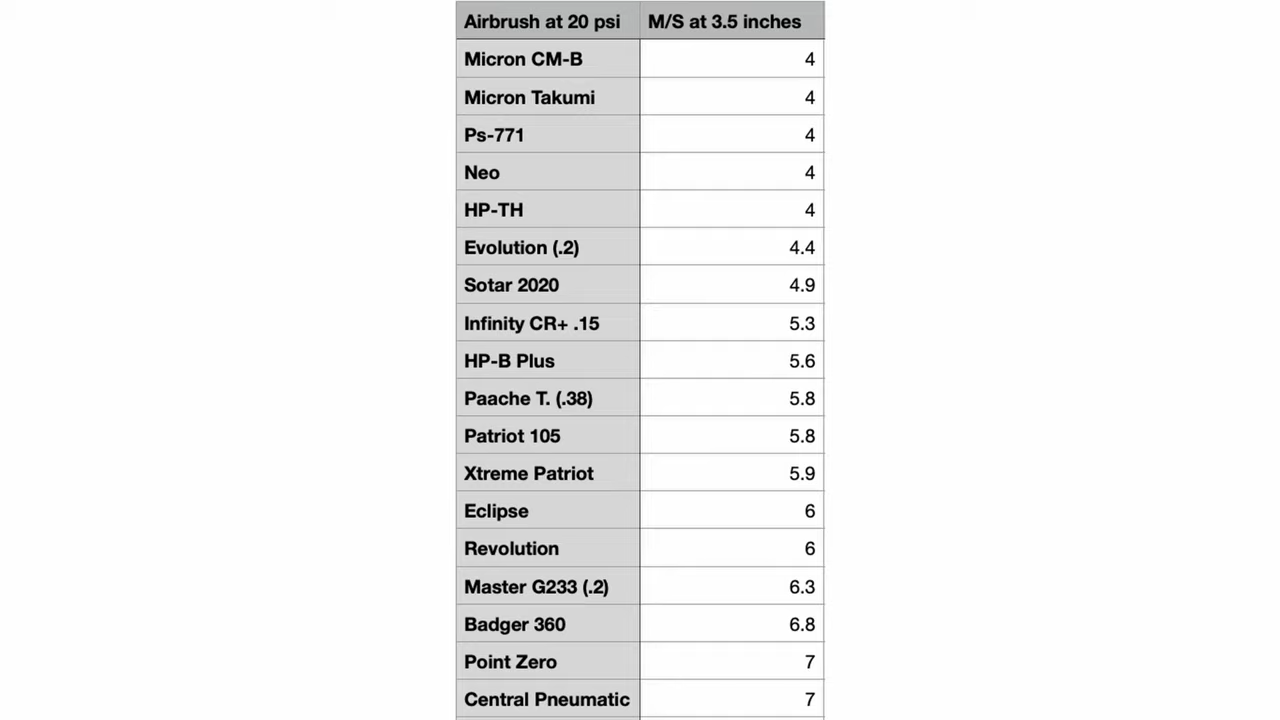 Airbrush at 20 psi M/S at 3.5 inches
Micron CM-B 4
Micron Takumi 4
Ps-771 4
Neo 4
HP-TH 4
Evolution (.2) 4.4
Sotar 2020 4.9
Infinity CR+ .15 5.3
HP-B Plus 5.6
Paache T. (.38) 5.8
Patriot 105 5.8
Xtreme Patriot 5.9
Eclipse 6
Revolution 6
Master G233 (.2) 6.3
Badger 360 6.8
Point Zero 7
Central Pneumatic 7